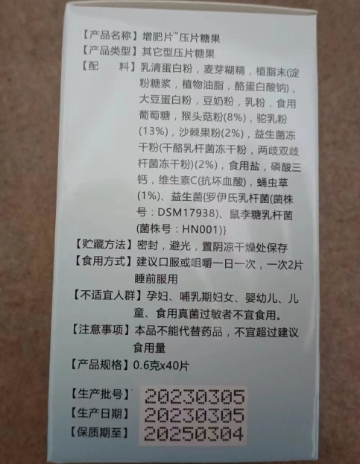 【产品名称】增肥片™压片糖果
【产品类型】其它型压片糖果
【配 料】乳清蛋白粉，麦芽糊精，植脂末(淀
粉糖浆，植物油脂，酪蛋白酸钠)，
大豆蛋白粉，豆奶粉，乳粉，食用
葡萄糖，猴头菇粉(8%)，驼乳粉
(13%)，沙棘果粉(2%)，益生菌冻
干粉(干酪乳杆菌冻干粉，两歧双歧
杆菌冻干粉)(2%)，食用盐，磷酸三
钙，维生素C(抗坏血酸)，蛹虫草
(1%)、益生菌(罗伊氏乳杆菌(菌株
号：DSM17938)、鼠李糖乳杆菌
(菌株号：HN001)}
【贮藏方法】密封，避光，置阴凉干燥处保存
【食用方式】建议口服或咀嚼一日一次，一次2片
睡前服用
【不适宜人群】孕妇、哺乳期妇女、婴幼儿、儿
童、食用真菌过敏者不宜食用。
【注意事项】本品不能代替药品，不宜超过建议
食用量
【产品规格】0.6克×40片
【生产批号】20230305
【生产日期】20230305
【保质期至】20250304